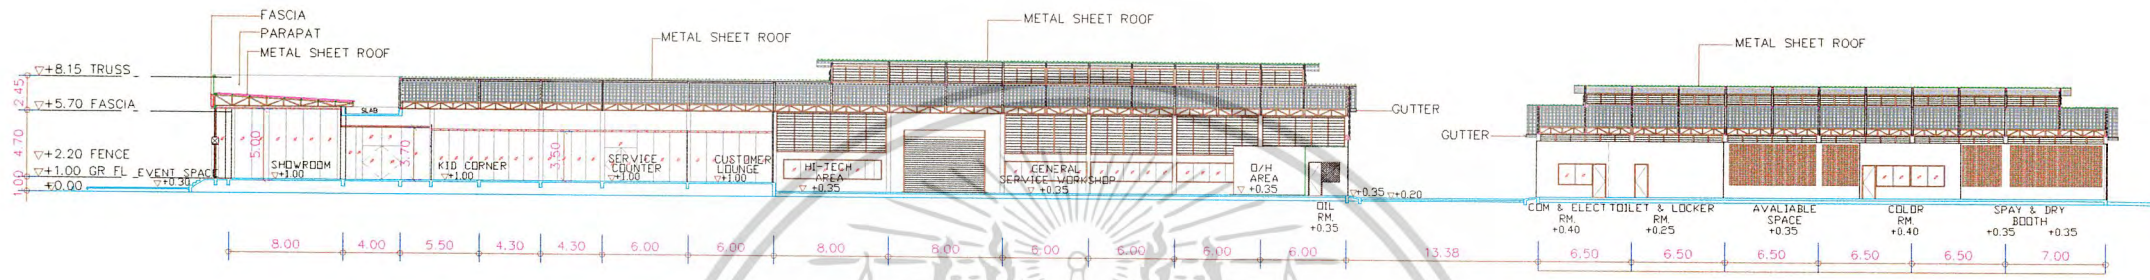 FASCIA
PARAPAT
METAL SHEET ROOF
METAL SHEET ROOF
METAL SHEET ROOF
METAL SHEET ROOF
+8.15 TRUSS
+5.70 FASCIA
+2.20 FENCE
+1.00 GR FL
±0.00
2.45
4.70
1.00
EVENT SPACE
+0.30
SLAB
GUTTER
GUTTER
5.00
3.70
3.50
SHOWROOM
+1.00
KID CORNER
+1.00
SERVICE
COUNTER
+1.00
CUSTOMER
LOUNGE
+1.00
HI-TECH
AREA
+0.35
GENERAL
SERVICE WORKSHOP
+0.35
O/H
AREA
+0.35
OIL
RM.
+0.35
+0.35
+0.20
COM & ELECT
RM.
+0.40
TOILET & LOCKER
RM.
+0.25
AVALIABLE
SPACE
+0.35
COLOR
RM.
+0.40
SPAY & DRY
BOOTH
+0.35 +0.35
8.00 4.00 5.50 4.30 4.30 6.00 6.00 8.00 8.00 6.00 6.00 6.00 6.00 13.38 6.50 6.50 6.50 6.50 6.50 7.00